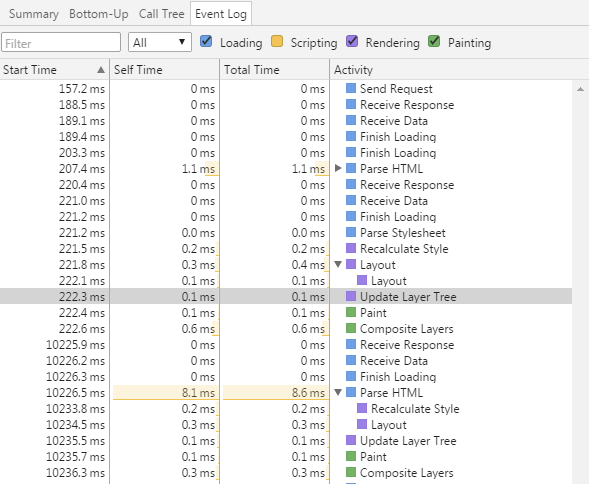 Summary Bottom-Up Call Tree Event Log
Filter All Loading Scripting Rendering Painting
Start Time Self Time Total Time Activity
157.2 ms 0 ms 0 ms Send Request
188.5 ms 0 ms 0 ms Receive Response
189.1 ms 0 ms 0 ms Receive Data
189.4 ms 0 ms 0 ms Finish Loading
203.3 ms 0 ms 0 ms Finish Loading
207.4 ms 1.1 ms 1.1 ms Parse HTML
220.4 ms 0 ms 0 ms Receive Response
221.0 ms 0 ms 0 ms Receive Data
221.2 ms 0 ms 0 ms Finish Loading
221.2 ms 0.0 ms 0.0 ms Parse Stylesheet
221.5 ms 0.2 ms 0.2 ms Recalculate Style
221.8 ms 0.3 ms 0.4 ms Layout
222.1 ms 0.1 ms 0.1 ms Layout
222.3 ms 0.1 ms 0.1 ms Update Layer Tree
222.4 ms 0.1 ms 0.1 ms Paint
222.6 ms 0.6 ms 0.6 ms Composite Layers
10225.9 ms 0 ms 0 ms Receive Response
10226.2 ms 0 ms 0 ms Receive Data
10226.3 ms 0 ms 0 ms Finish Loading
10226.5 ms 8.1 ms 8.6 ms Parse HTML
10233.8 ms 0.2 ms 0.2 ms Recalculate Style
10234.5 ms 0.3 ms 0.3 ms Layout
10235.5 ms 0.1 ms 0.1 ms Update Layer Tree
10235.7 ms 0.1 ms 0.1 ms Paint
10236.3 ms 0.3 ms 0.3 ms Composite Layers